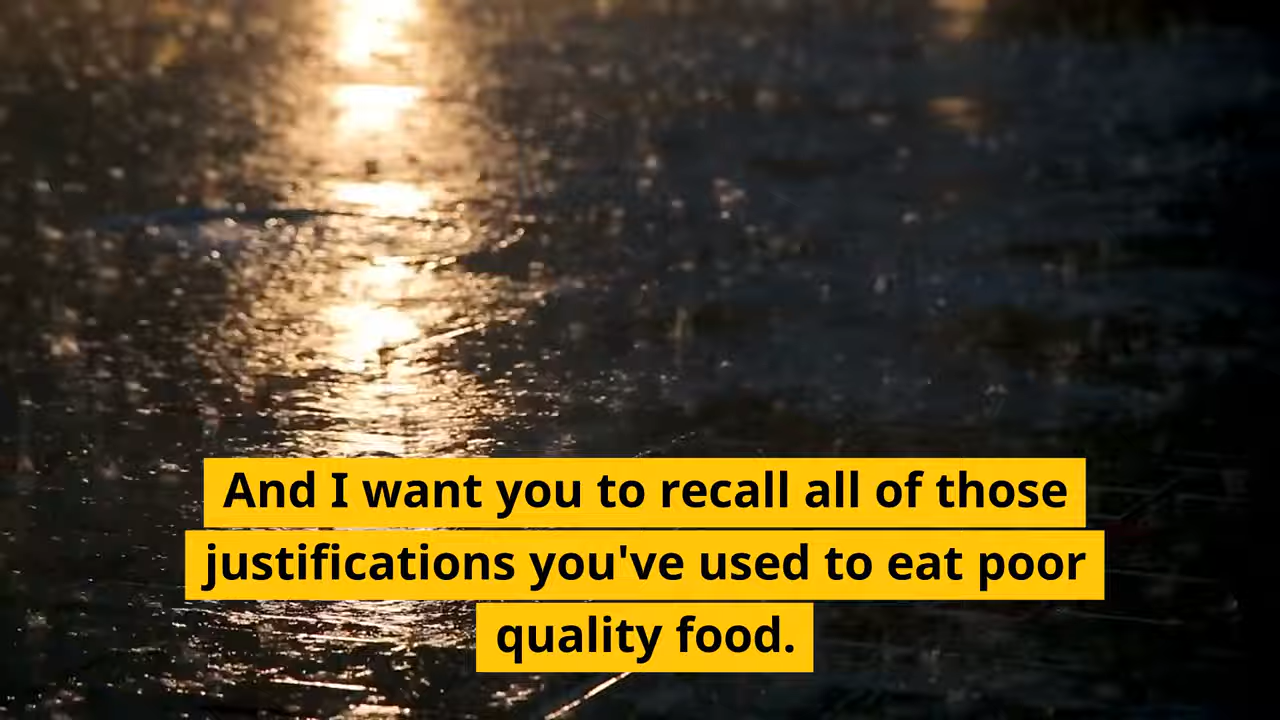 And I want you to recall all of those
justifications you've used to eat poor
quality food.